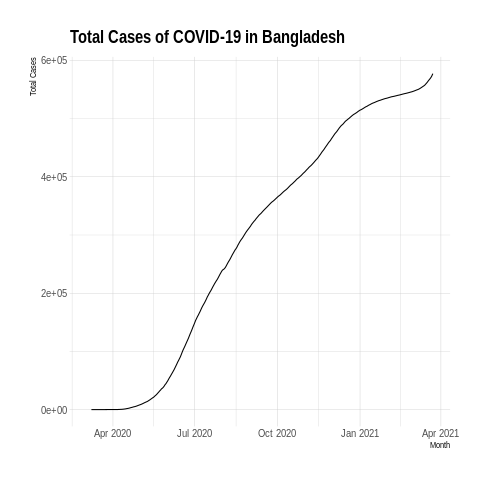 Total Cases of COVID-19 in Bangladesh
Total Cases
6e+05
4e+05
2e+05
0e+00
Apr 2020 Jul 2020 Oct 2020 Jan 2021 Apr 2021
Month